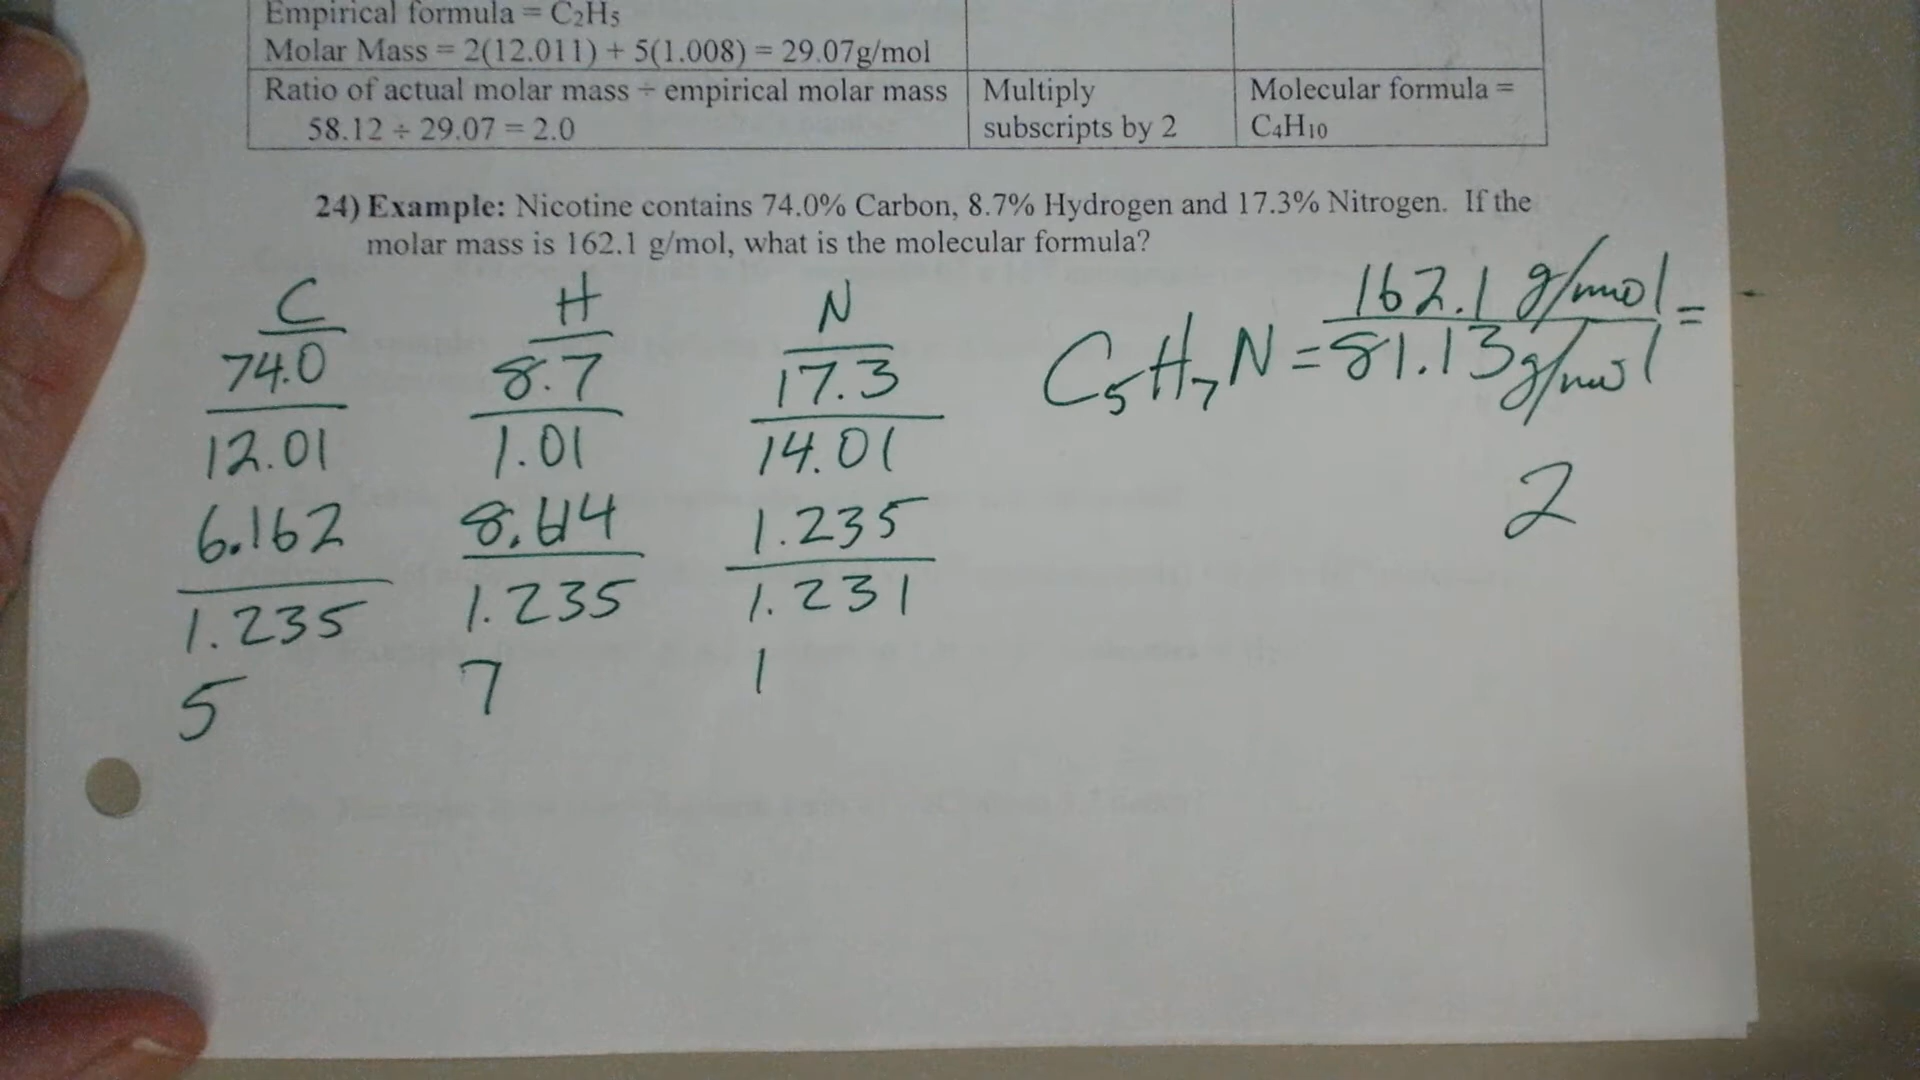 Empirical formula = C₂H₅
Molar Mass = 2(12.011) + 5(1.008) = 29.07g/mol
Ratio of actual molar mass ÷ empirical molar mass
58.12 ÷ 29.07 = 2.0
Multiply
subscripts by 2
Molecular formula =
C₄H₁₀
24) Example: Nicotine contains 74.0% Carbon, 8.7% Hydrogen and 17.3% Nitrogen. If the
molar mass is 162.1 g/mol, what is the molecular formula?
C
74.0
12.01
6.162
1.235
5
H
8.7
1.01
8.614
1.235
7
N
17.3
14.01
1.235
1.231
1
162.1 g/mol =
C₅H₇N = 81.13g/mol
2